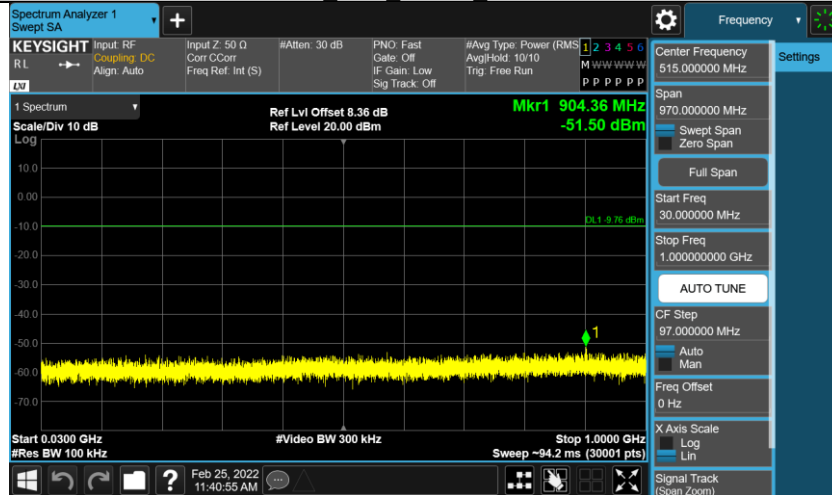 Spectrum Analyzer 1
Swept SA
+
Frequency
KEYSIGHT
RL
LXI
Input: RF
Coupling: DC
Align: Auto
Input Z: 50 Ω
Corr CCorr
Freq Ref: Int (S)
#Atten: 30 dB
PNO: Fast
Gate: Off
IF Gain: Low
Sig Track: Off
#Avg Type: Power (RMS
Avg|Hold: 10/10
Trig: Free Run
1 2 3 4 5 6
M W W W W W
P P P P P P
Center Frequency
515.000000 MHz
Settings
Span
970.000000 MHz
Swept Span
Zero Span
Full Span
Start Freq
30.000000 MHz
Stop Freq
1.000000000 GHz
AUTO TUNE
CF Step
97.000000 MHz
Auto
Man
Freq Offset
0 Hz
X Axis Scale
Log
Lin
Signal Track
(Span Zoom)
1 Spectrum
Scale/Div 10 dB
Log
Ref Lvl Offset 8.36 dB
Ref Level 20.00 dBm
Mkr1 904.36 MHz
-51.50 dBm
10.0
0.00
DL1 -9.76 dBm
-10.0
-20.0
-30.0
-40.0
1
-50.0
-60.0
-70.0
Start 0.0300 GHz
#Video BW 300 kHz
Stop 1.0000 GHz
#Res BW 100 kHz
Sweep ~94.2 ms (30001 pts)
?
Feb 25, 2022
11:40:55 AM